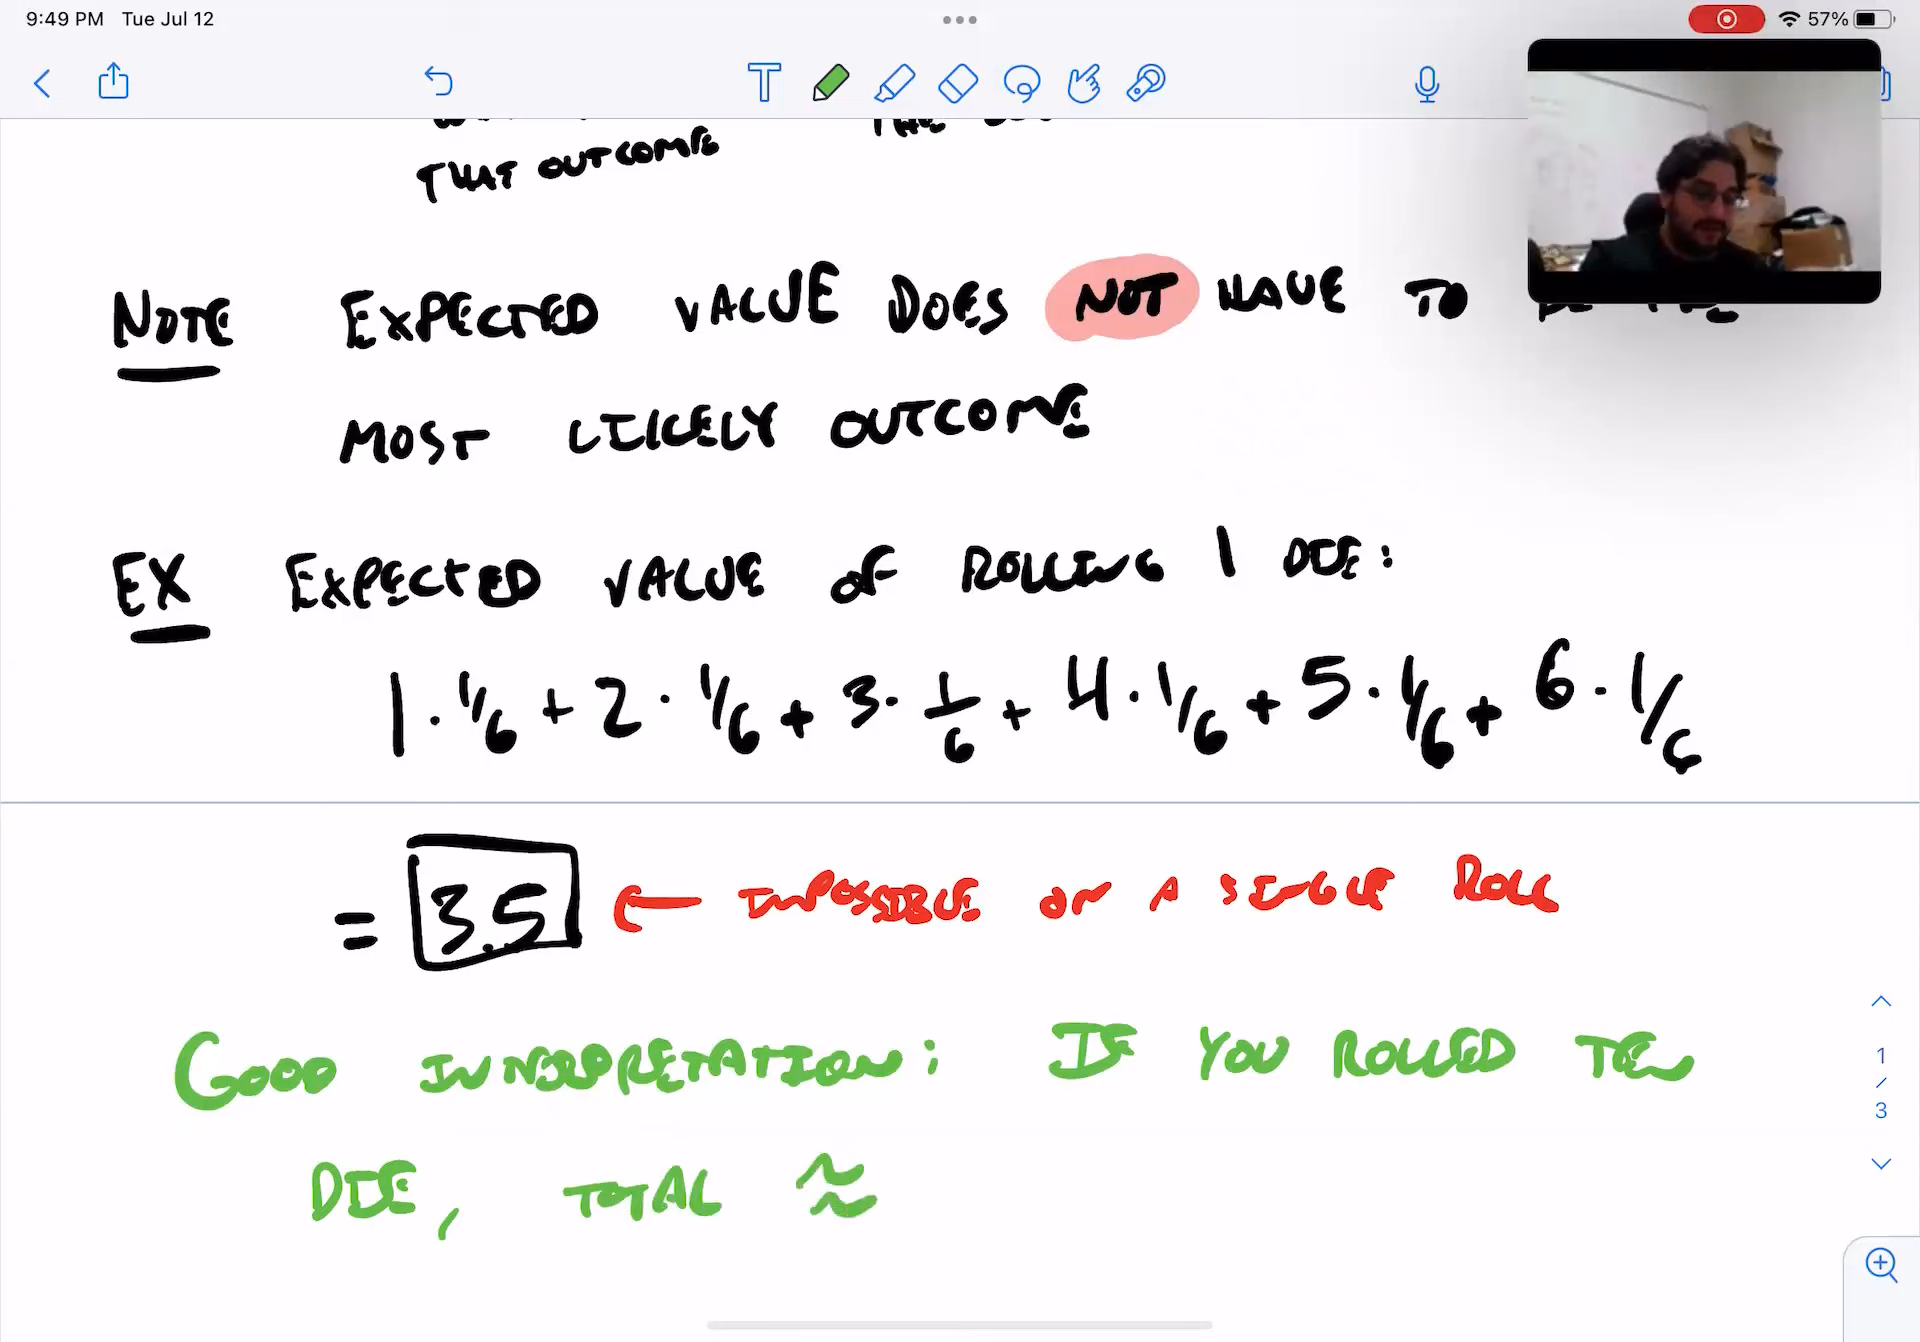 9:49 PM Tue Jul 12
57%
THAT OUTCOME
NOTE EXPECTED VALUE DOES NOT HAVE TO
MOST LIKELY OUTCOME
EX EXPECTED VALUE OF ROLLING 1 DIE:
1 · 1/6 + 2 · 1/6 + 3 · 1/6 + 4 · 1/6 + 5 · 1/6 + 6 · 1/6
= 3.5 ← IMPOSSIBLE ON A SINGLE ROLL
GOOD INTERPRETATION: IF YOU ROLLED TEN
DIE, TOTAL ≈
1
/
3